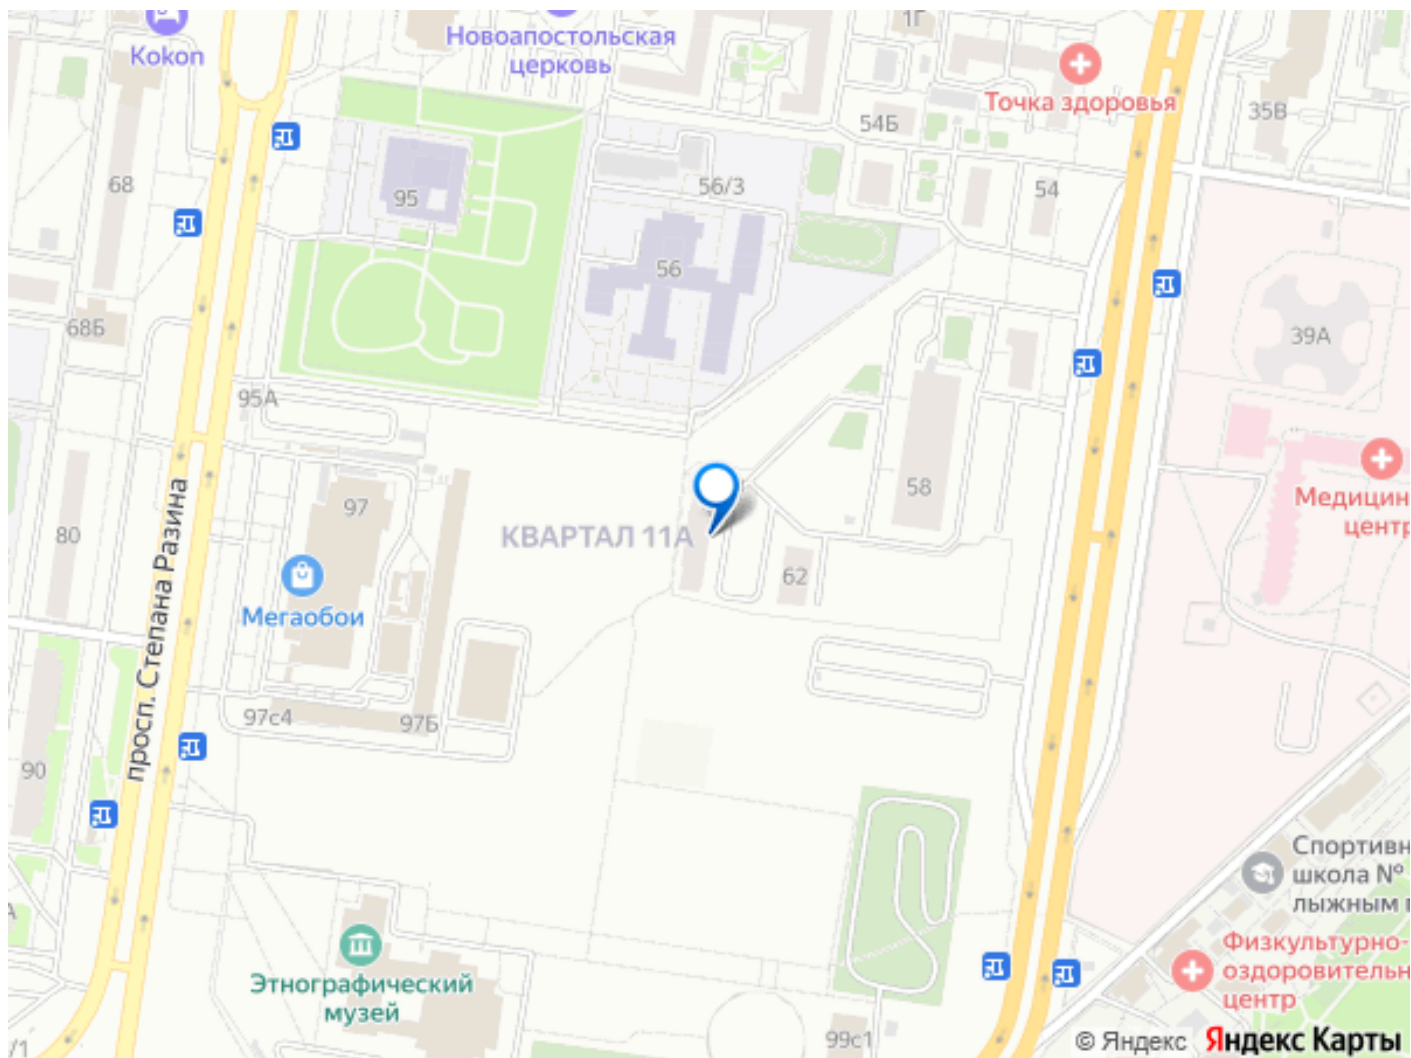 Kokon
Новоапостольская
церковь
1Г
Точка здоровья
54Б
35В
68
95
56/3
54
56
68Б
39А
95А
97
58
Медицин
центр
КВАРТАЛ 11А
80
просп. Степана Разина
62
Мегаобои
97с4
97Б
90
Спортивн
школа №
лыжным г
Физкультурно-
оздоровительн
центр
Этнографический
музей
99с1
/1
© Яндекс Яндекс Карты